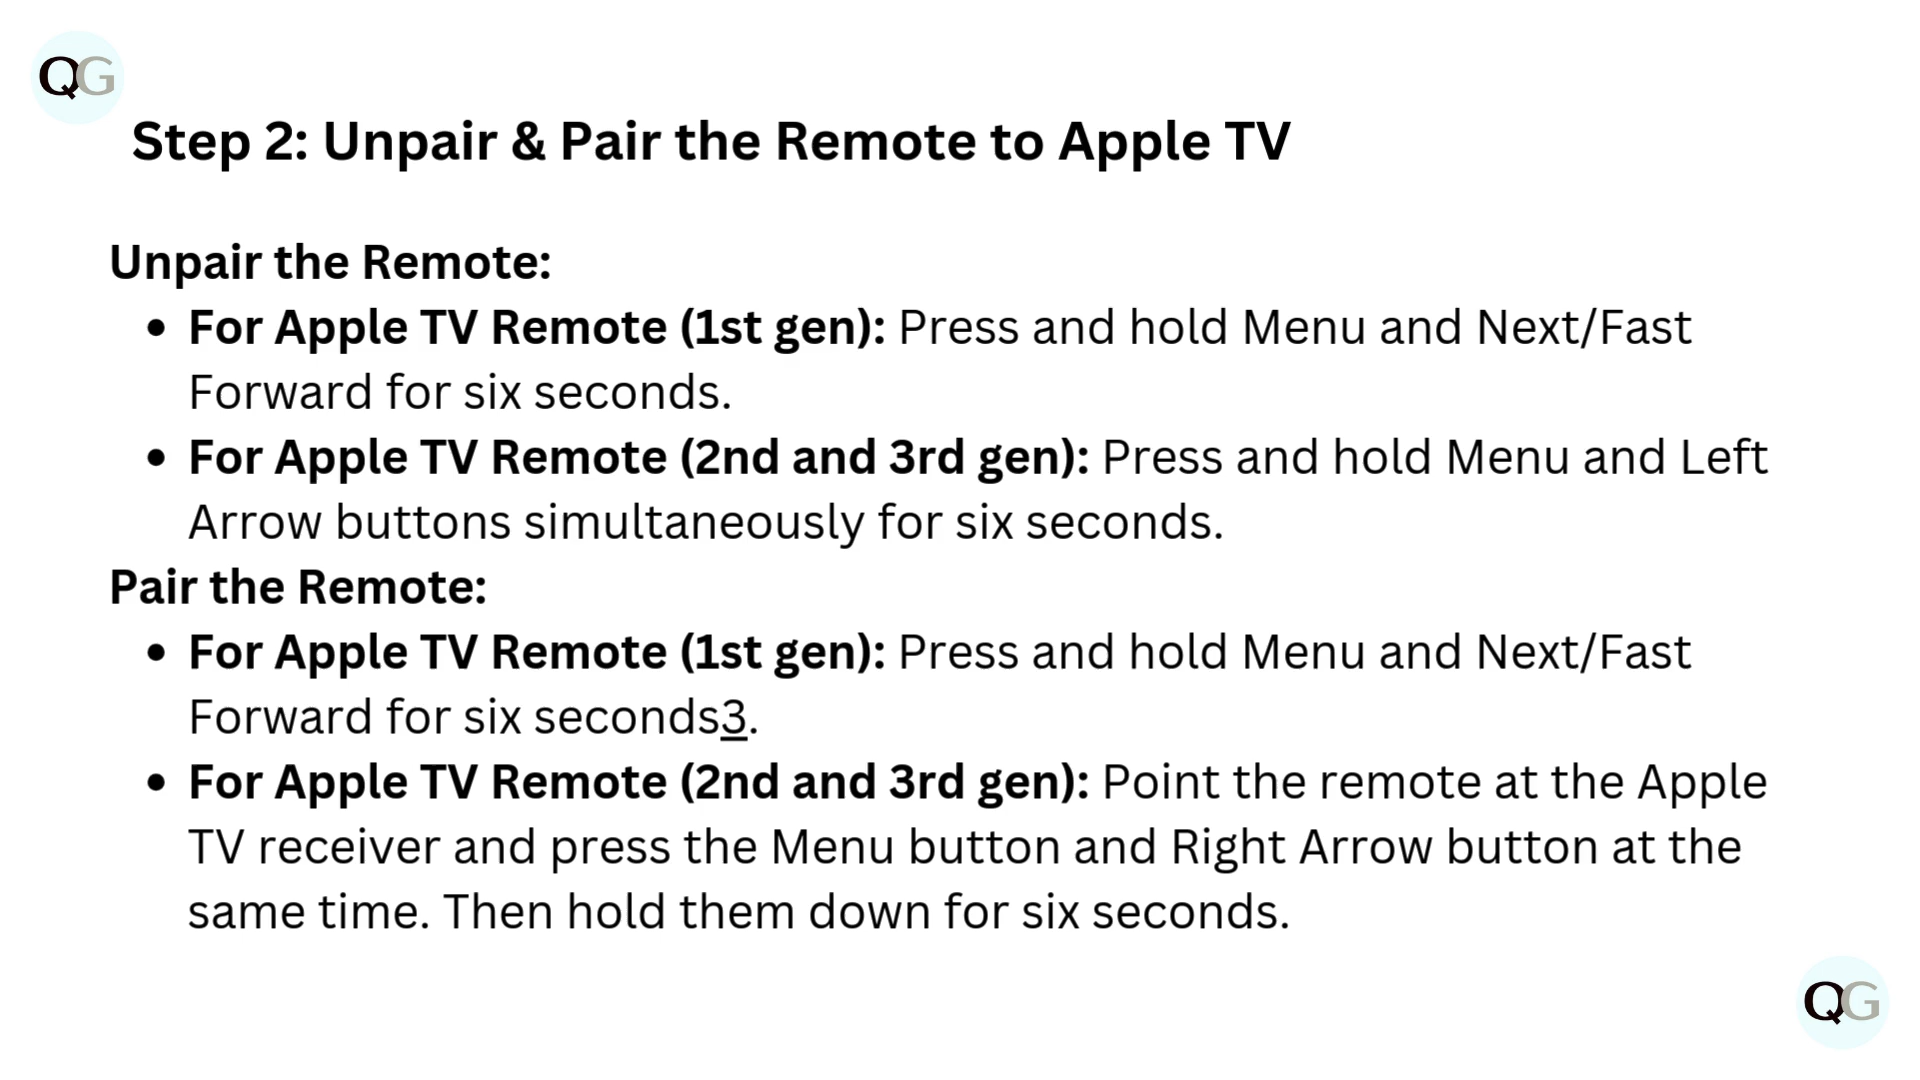 QG
Step 2: Unpair & Pair the Remote to Apple TV
Unpair the Remote:
• For Apple TV Remote (1st gen): Press and hold Menu and Next/Fast
Forward for six seconds.
• For Apple TV Remote (2nd and 3rd gen): Press and hold Menu and Left
Arrow buttons simultaneously for six seconds.
Pair the Remote:
• For Apple TV Remote (1st gen): Press and hold Menu and Next/Fast
Forward for six seconds3.
• For Apple TV Remote (2nd and 3rd gen): Point the remote at the Apple
TV receiver and press the Menu button and Right Arrow button at the
same time. Then hold them down for six seconds.
QG